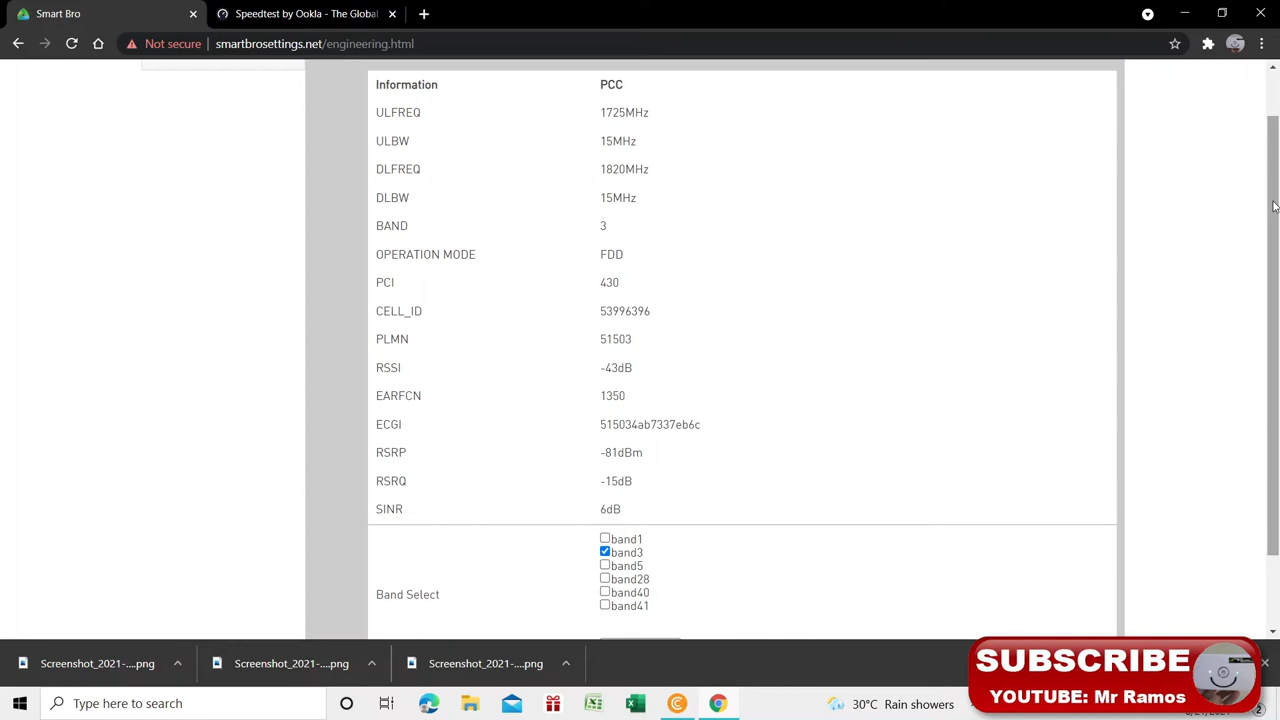 Smart Bro
Speedtest by Ookla - The Global
Not secure
smartbrosettings.net/engineering.html
Information PCC
ULFREQ 1725MHz
ULBW 15MHz
DLFREQ 1820MHz
DLBW 15MHz
BAND 3
OPERATION MODE FDD
PCI 430
CELL_ID 53996396
PLMN 51503
RSSI -43dB
EARFCN 1350
ECGI 515034ab7337eb6c
RSRP -81dBm
RSRQ -15dB
SINR 6dB
band1
band3
band5
band28
Band Select
band40
band41
Screenshot_2021-....png
Screenshot_2021-....png
Screenshot_2021-....png
SUBSCRIBE
YOUTUBE: Mr Ramos
Type here to search
30°C Rain showers
2